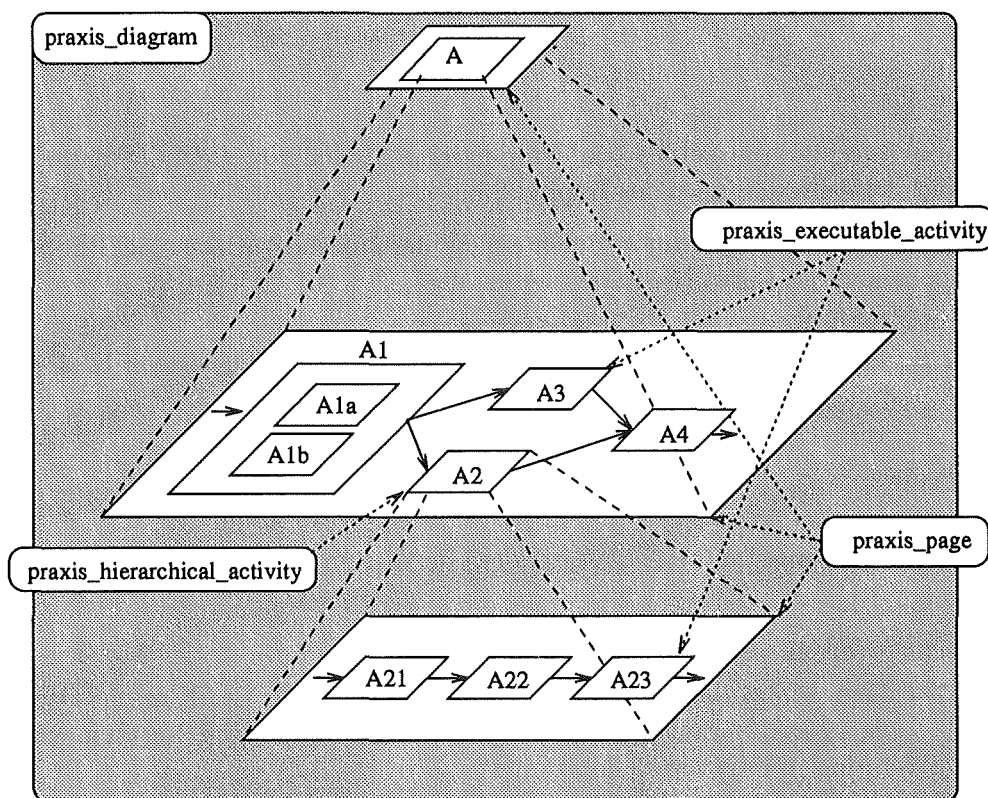 praxis_diagram
A
praxis_executable_activity
A1
A1a
A3
A1b
A4
A2
praxis_page
praxis_hierarchical_activity
A21
A22
A23